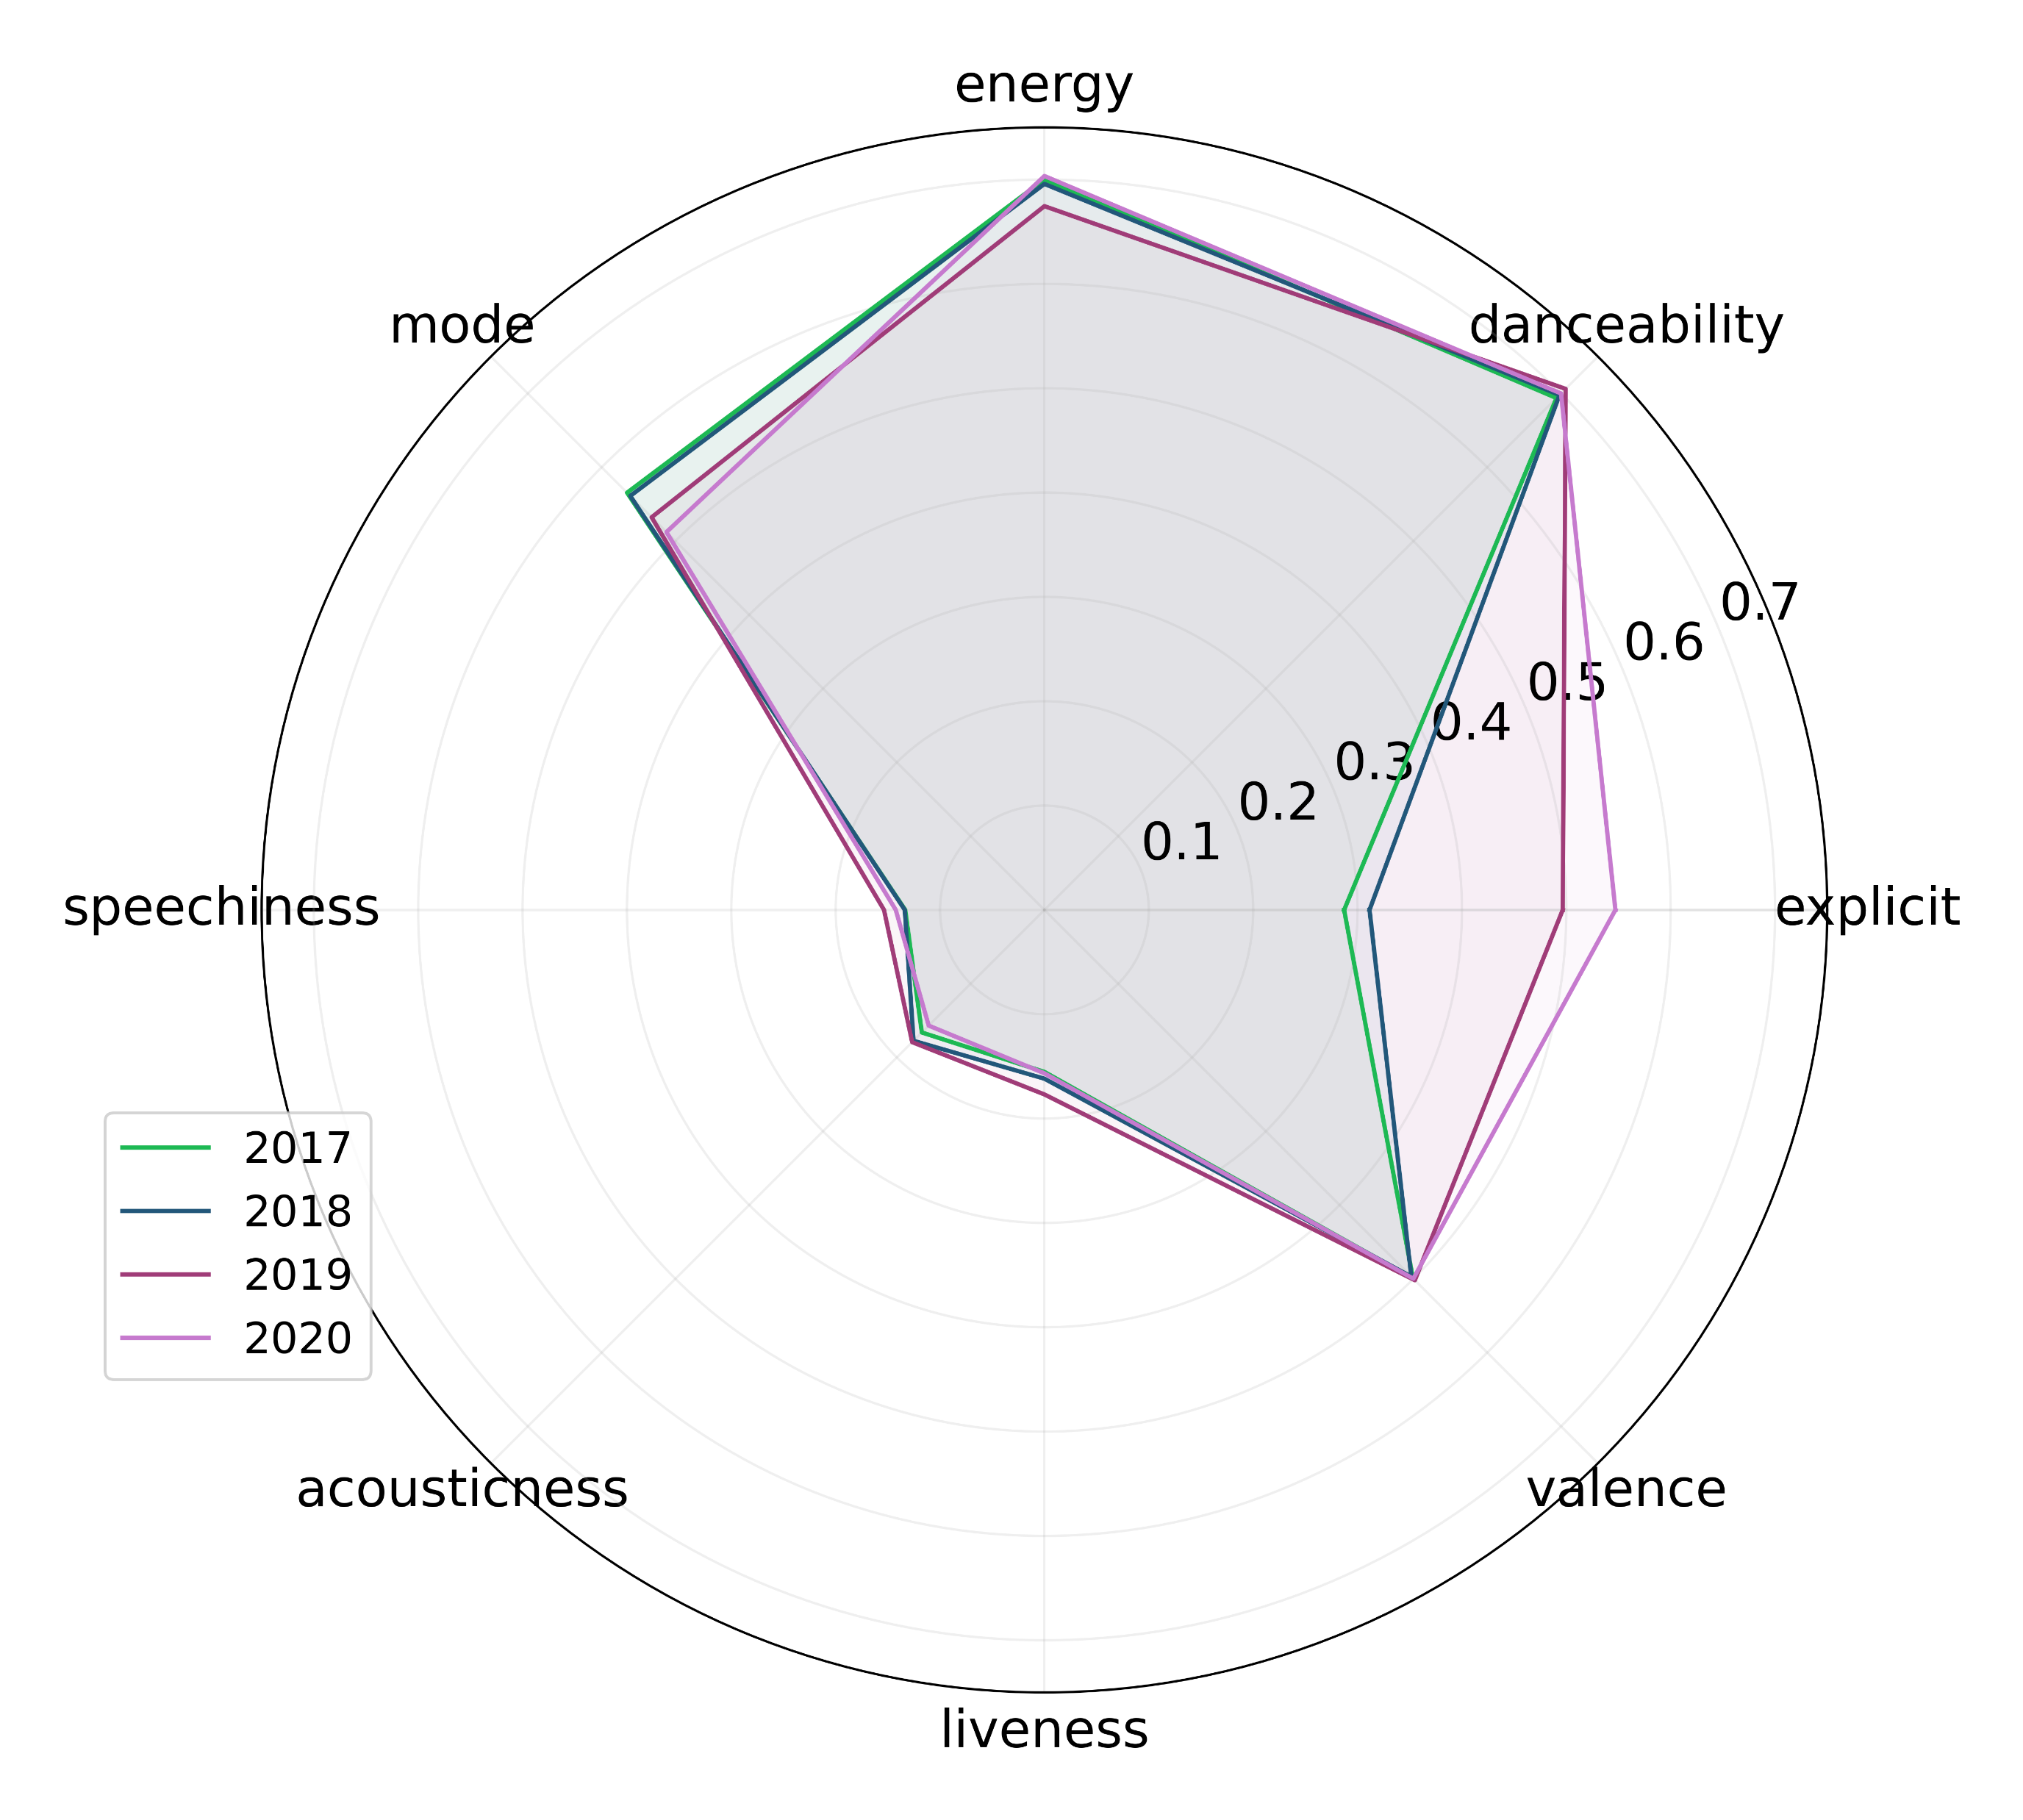 energy
mode
danceability
0.7
0.6
0.5
0.4
0.3
0.2
0.1
speechiness
explicit
2017
2018
2019
2020
acousticness
valence
liveness